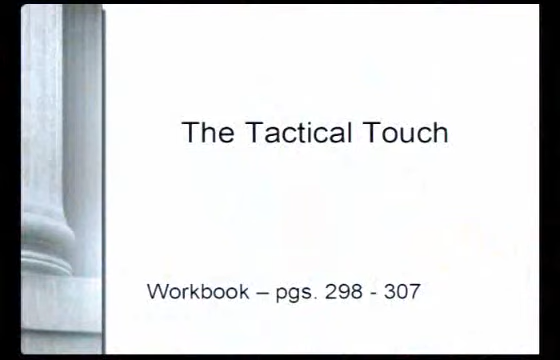 The Tactical Touch
Workbook – pgs. 298 - 307